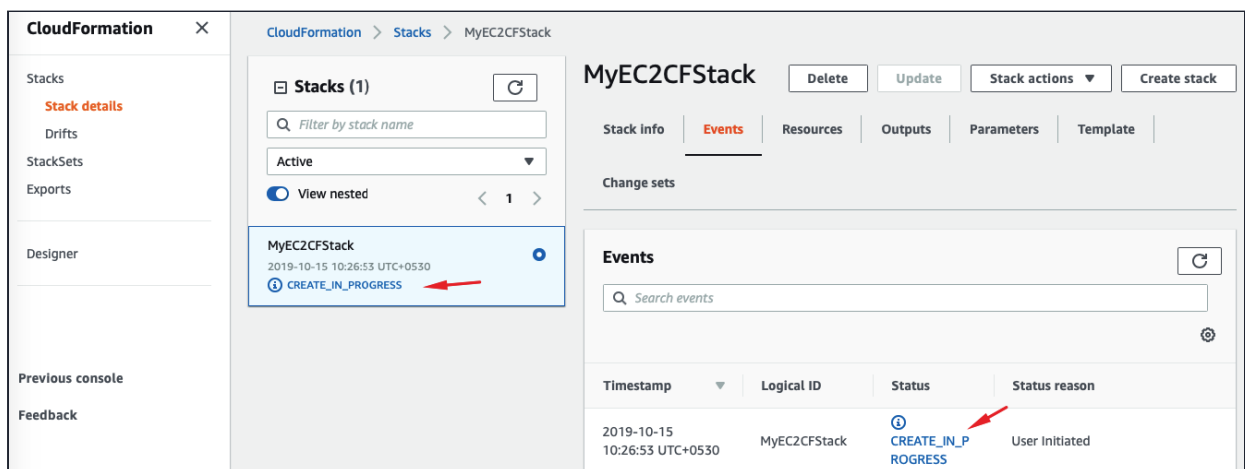 CloudFormation
Stacks
Stack details
Drifts
StackSets
Exports
Designer
Previous console
Feedback
CloudFormation > Stacks > MyEC2CFStack
Stacks (1)
Filter by stack name
Active
View nested
< 1 >
MyEC2CFStack
2019-10-15 10:26:53 UTC+0530
CREATE_IN_PROGRESS
MyEC2CFStack
Delete Update Stack actions Create stack
Stack info Events Resources Outputs Parameters Template
Change sets
Events
Search events
Timestamp Logical ID Status Status reason
2019-10-15
10:26:53 UTC+0530
MyEC2CFStack
CREATE_IN_P
ROGRESS
User Initiated